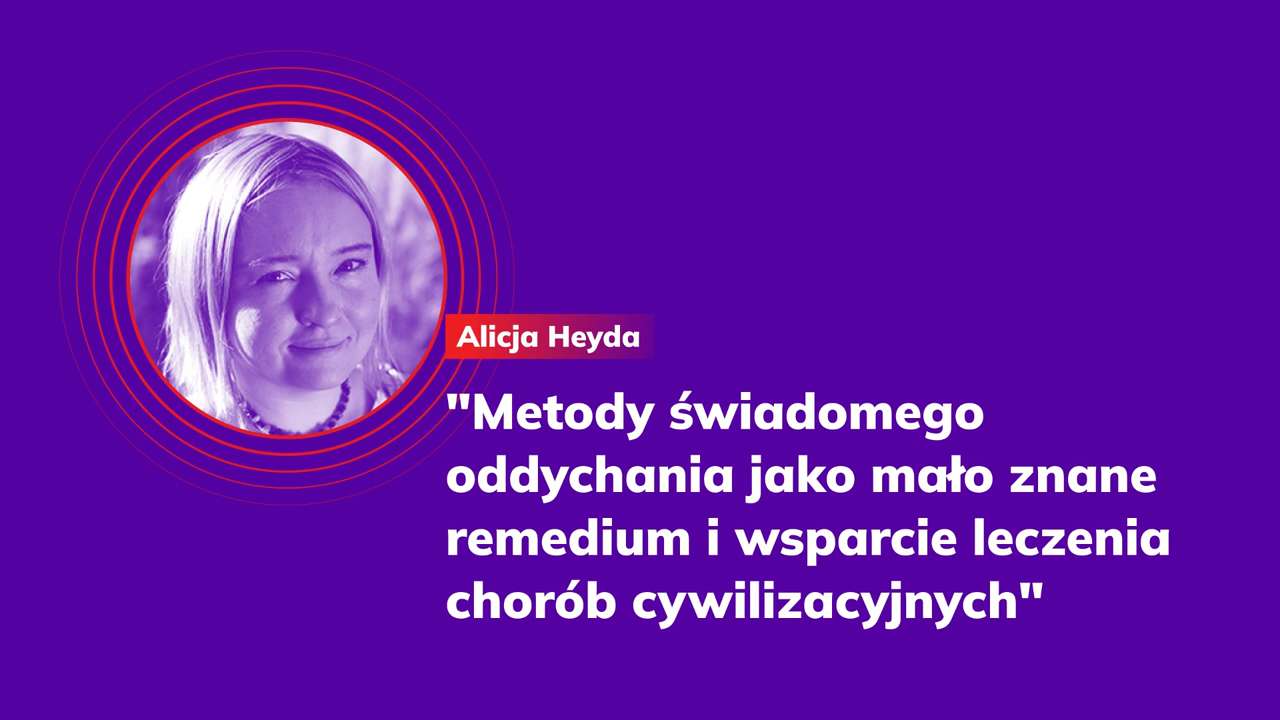 Alicja Heyda
"Metody świadomego
oddychania jako mało znane
remedium i wsparcie leczenia
chorób cywilizacyjnych"